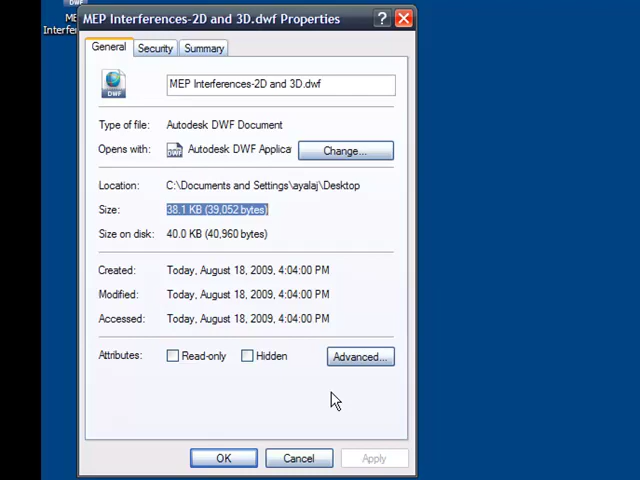 DWF
ME
Interfere
MEP Interferences-2D and 3D.dwf Properties
General Security Summary
DWF
MEP Interferences-2D and 3D.dwf
Type of file: Autodesk DWF Document
Opens with: Autodesk DWF Applica Change...
Location: C:\Documents and Settings\ayalaj\Desktop
Size: 38.1 KB (39,052 bytes)
Size on disk: 40.0 KB (40,960 bytes)
Created: Today, August 18, 2009, 4:04:00 PM
Modified: Today, August 18, 2009, 4:04:00 PM
Accessed: Today, August 18, 2009, 4:04:00 PM
Attributes: Read-only Hidden Advanced...
OK Cancel Apply